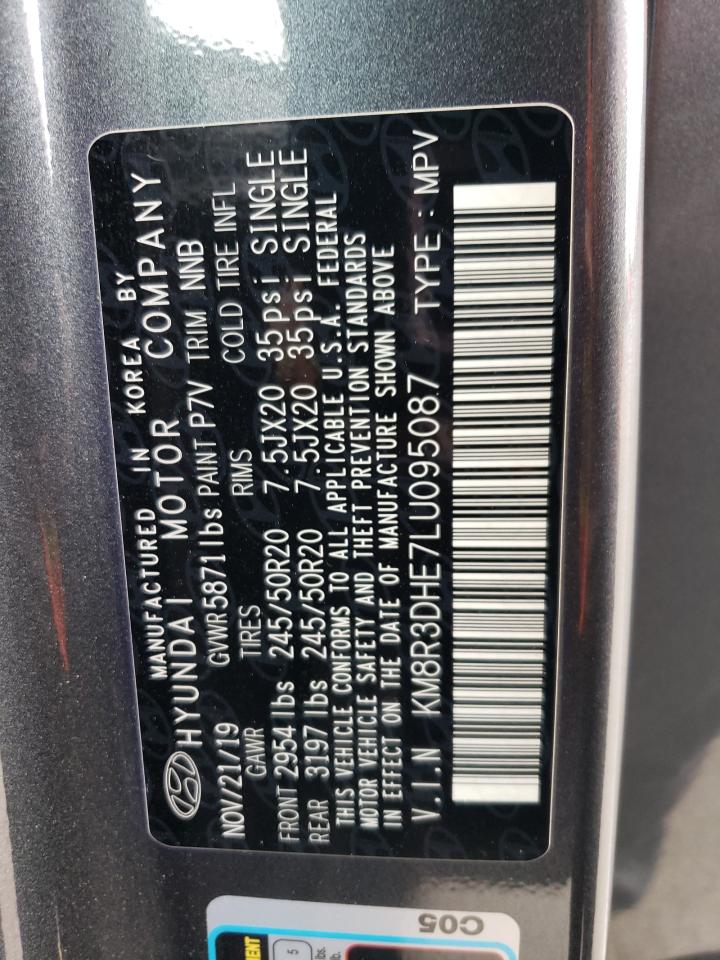 MANUFACTURED IN KOREA BY
HYUNDAI MOTOR COMPANY
NOV/21/19 GVWR 5871 lbs PAINT P7V TRIM NNB
GAWR TIRES RIMS COLD TIRE INFL
FRONT 2954 lbs 245/50R20 7.5JX20 35psi SINGLE
REAR 3197 lbs 245/50R20 7.5JX20 35psi SINGLE
THIS VEHICLE CONFORMS TO ALL APPLICABLE U.S.A. FEDERAL
MOTOR VEHICLE SAFETY AND THEFT PREVENTION STANDARDS
IN EFFECT ON THE DATE OF MANUFACTURE SHOWN ABOVE
V.I.N KM8R3DHE7LU095087 TYPE : MPV
C05
5
lbs.